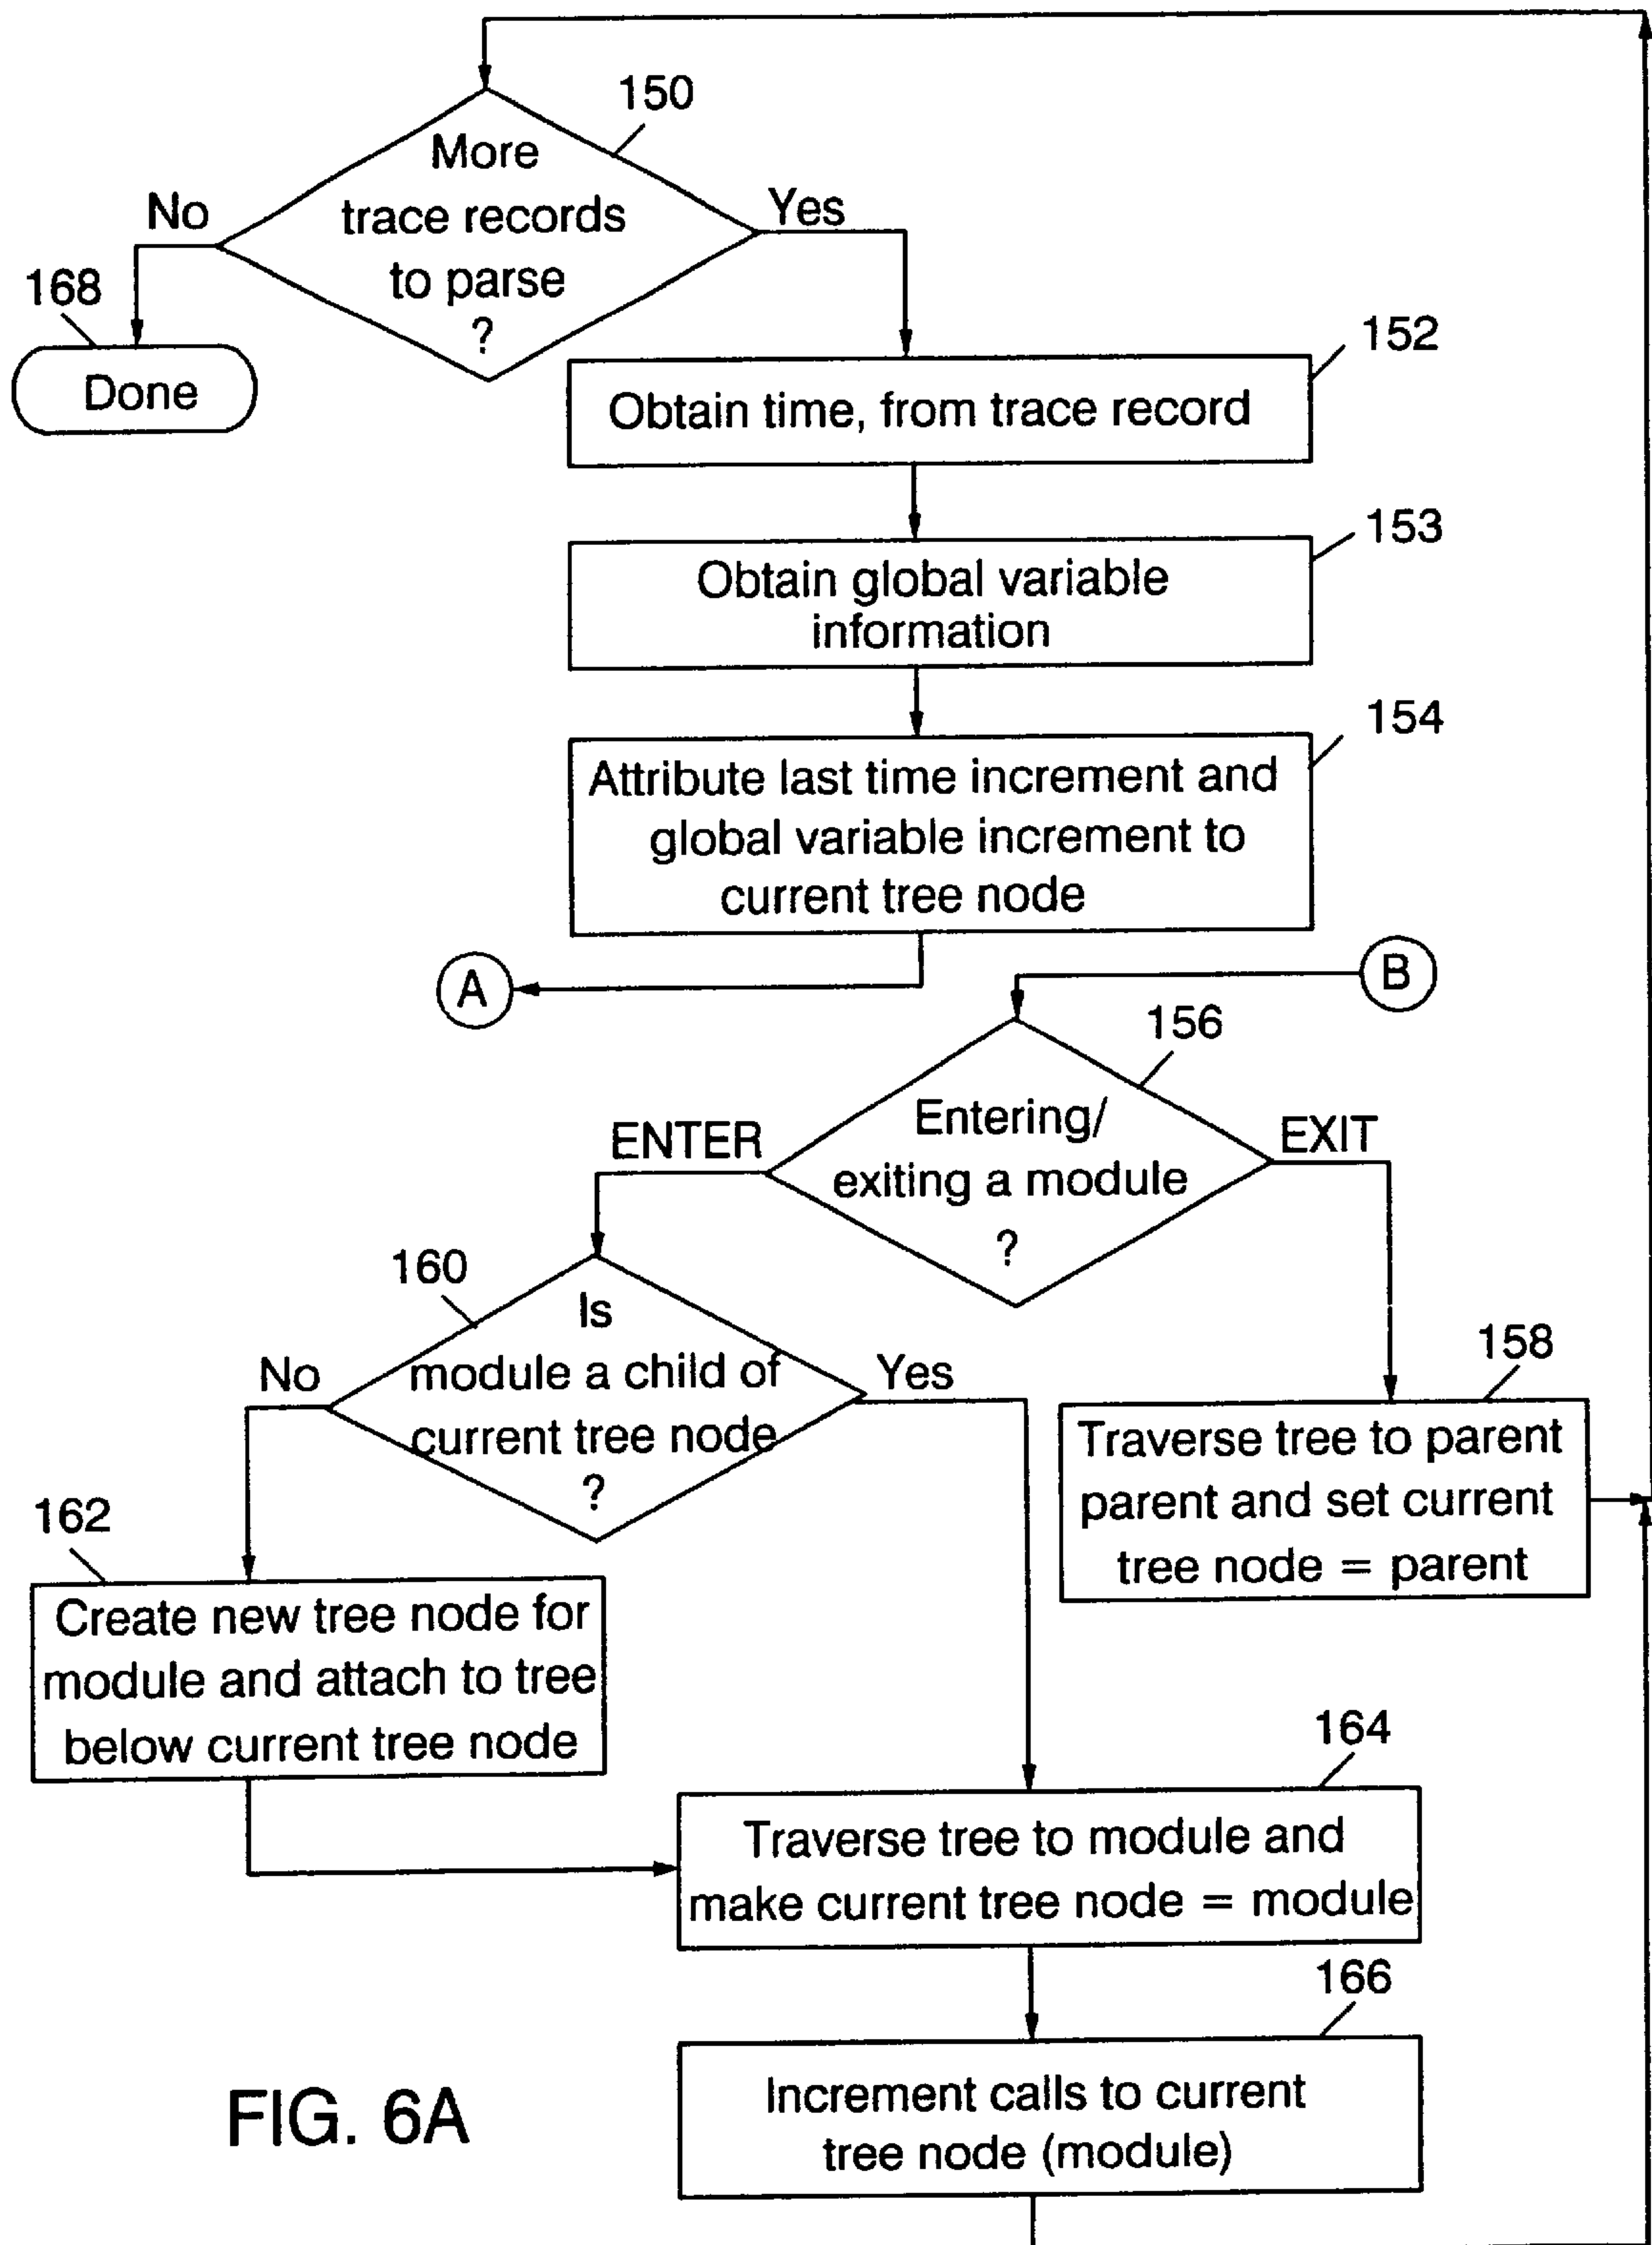 150
More
trace records
to parse
?
No
Yes
168
Done
152
Obtain time, from trace record
153
Obtain global variable
information
154
Attribute last time increment and
global variable increment to
current tree node
A
B
156
Entering/
exiting a module
?
ENTER
EXIT
160
Is
module a child of
current tree node
?
No
Yes
158
Traverse tree to parent
parent and set current
tree node = parent
162
Create new tree node for
module and attach to tree
below current tree node
164
Traverse tree to module and
make current tree node = module
166
Increment calls to current
tree node (module)
FIG. 6A